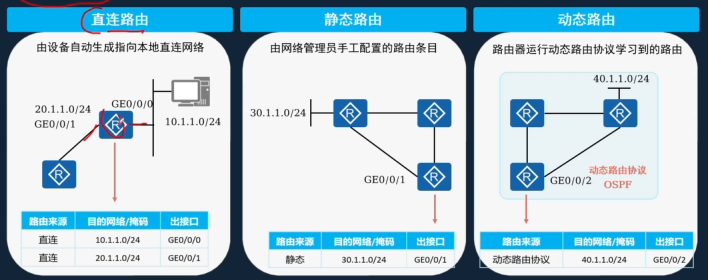 直连路由
由设备自动生成指向本地直连网络
20.1.1.0/24
GE0/0/0
GE0/0/1
10.1.1.0/24
R
R
路由来源 目的网络/掩码 出接口
直连 10.1.1.0/24 GE0/0/0
直连 20.1.1.0/24 GE0/0/1
静态路由
由网络管理员手工配置的路由条目
30.1.1.0/24
R
R
GE0/0/1
R
路由来源 目的网络/掩码 出接口
静态 30.1.1.0/24 GE0/0/1
动态路由
路由器运行动态路由协议学习到的路由
40.1.1.0/24
R
R
R
GE0/0/2
动态路由协议
OSPF
路由来源 目的网络/掩码 出接口
动态路由协议 40.1.1.0/24 GE0/0/2